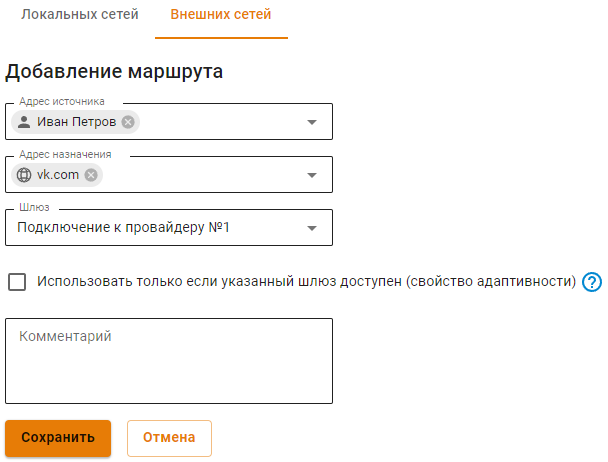 Локальных сетей Внешних сетей
Добавление маршрута
Адрес источника
Иван Петров
Адрес назначения
vk.com
Шлюз
Подключение к провайдеру №1
Использовать только если указанный шлюз доступен (свойство адаптивности) ?
Комментарий
Сохранить Отмена